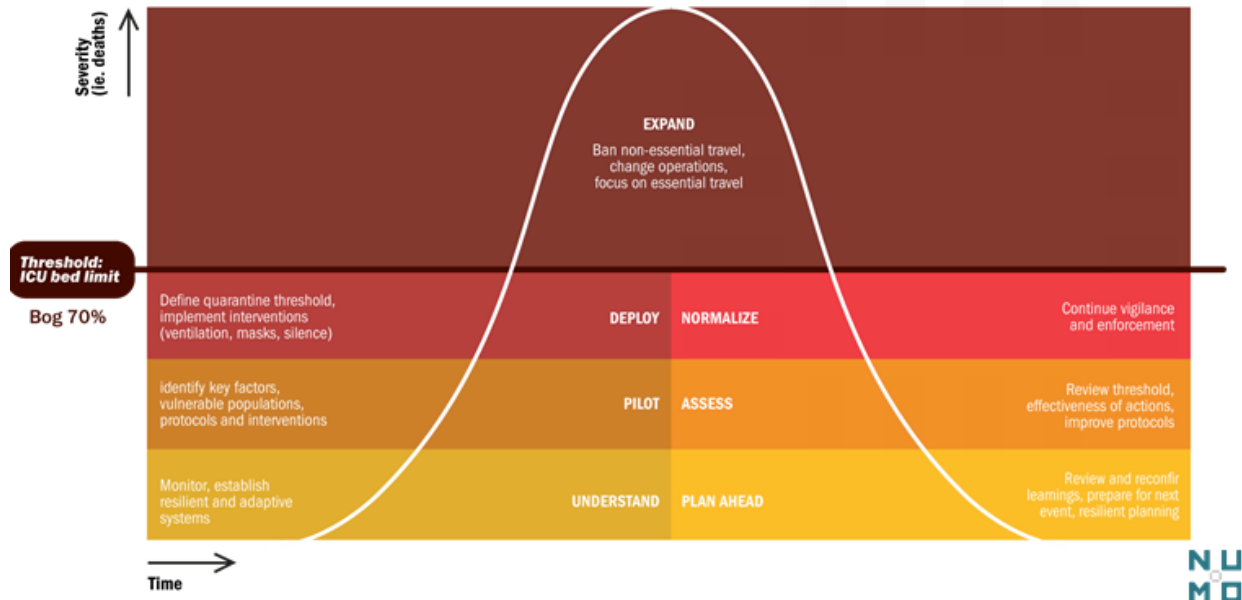 Severity
(ie. deaths)
EXPAND
Ban non-essential travel,
change operations,
focus on essential travel
Threshold:
ICU bed limit
Bog 70%
Define quarantine threshold,
implement interventions
(ventilation, masks, silence)
DEPLOY
NORMALIZE
Continue vigilance
and enforcement
identify key factors,
vulnerable populations,
protocols and interventions
PILOT
ASSESS
Review threshold,
effectiveness of actions,
improve protocols
Monitor, establish
resilient and adaptive
systems
UNDERSTAND
PLAN AHEAD
Review and reconfir
learnings, prepare for next
event, resilient planning
Time
NU
MO